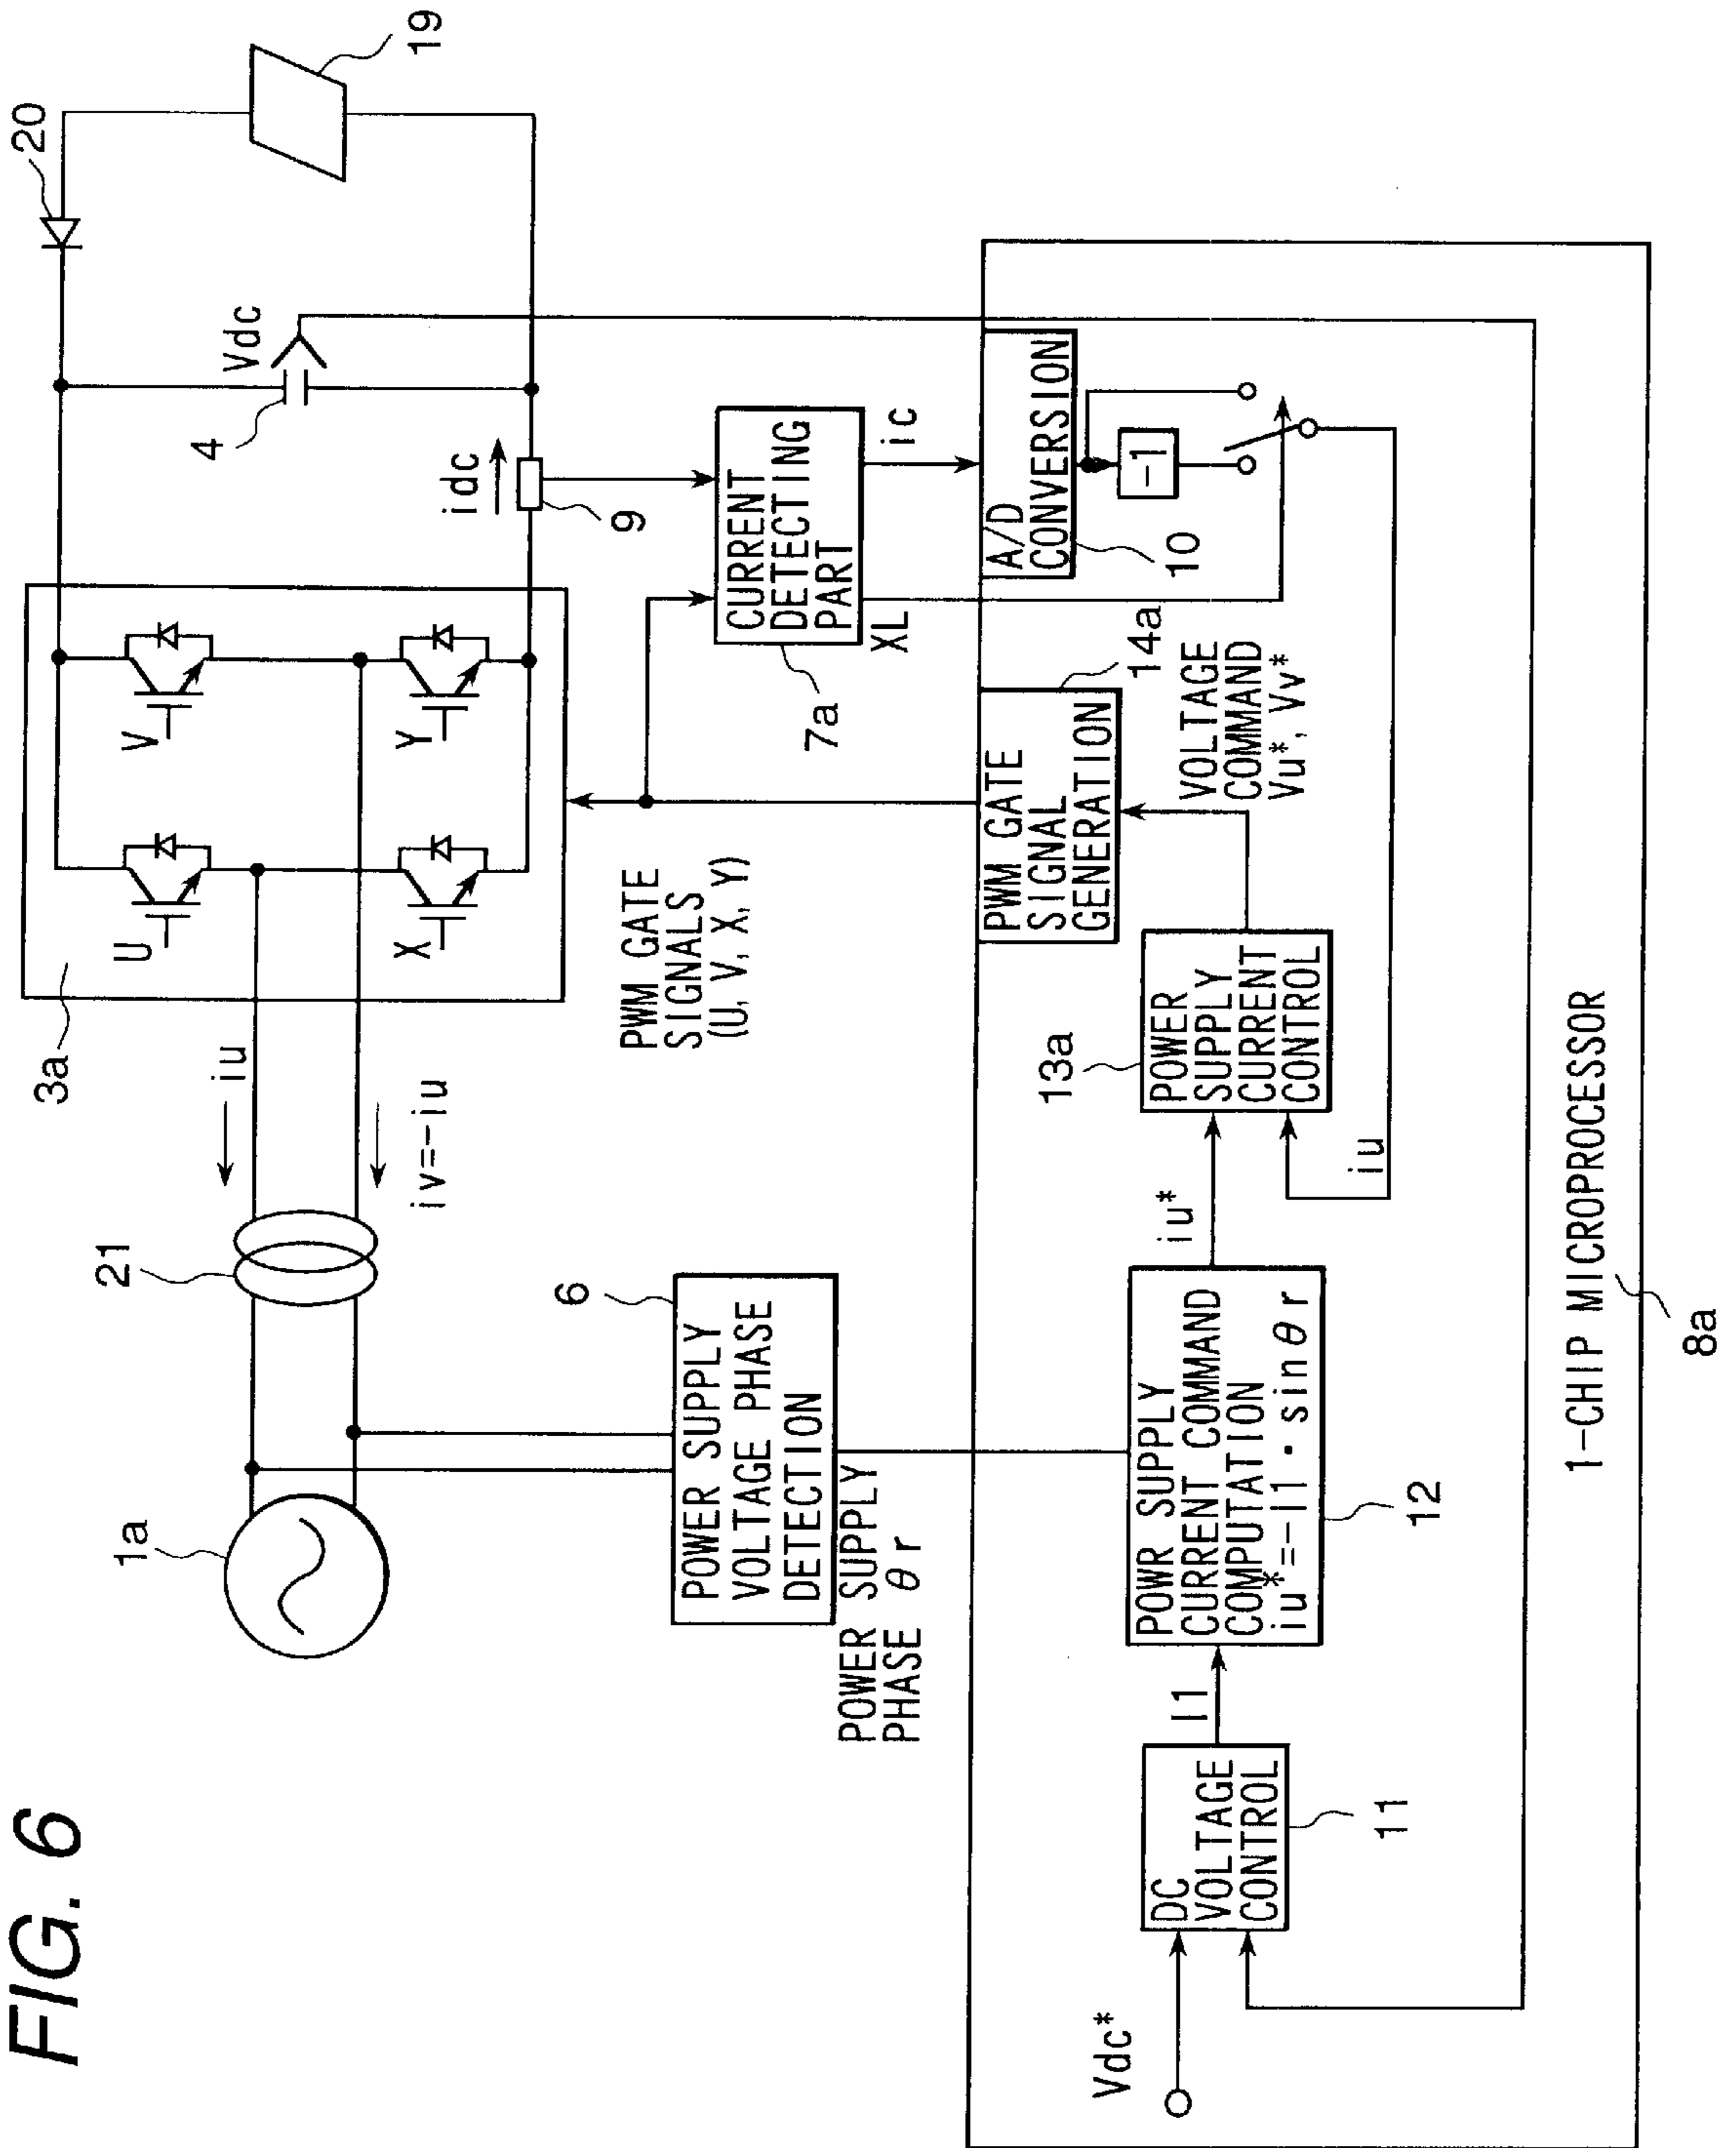 FIG. 6
1a
21
iu
iv=-iu
3a
U
V
X
Y
20
19
4
Vdc
idc
9
6
POWER SUPPLY
VOLTAGE PHASE
DETECTION
POWER SUPPLY
PHASE θr
PWM GATE
SIGNALS
(U, V, X, Y)
7a
CURRENT
DETECTING
PART
XL
ic
A/D
CONVERSION
10
-1
PWM GATE
SIGNAL
GENERATION
14a
VOLTAGE
COMMAND
Vu*, Vv*
13a
POWER
SUPPLY
CURRENT
CONTROL
iu
iu*
POWR SUPPLY
CURRENT COMMAND
COMPUTATION
iu*=-I1・sinθr
12
I1
DC
VOLTAGE
CONTROL
11
Vdc*
1-CHIP MICROPROCESSOR
8a